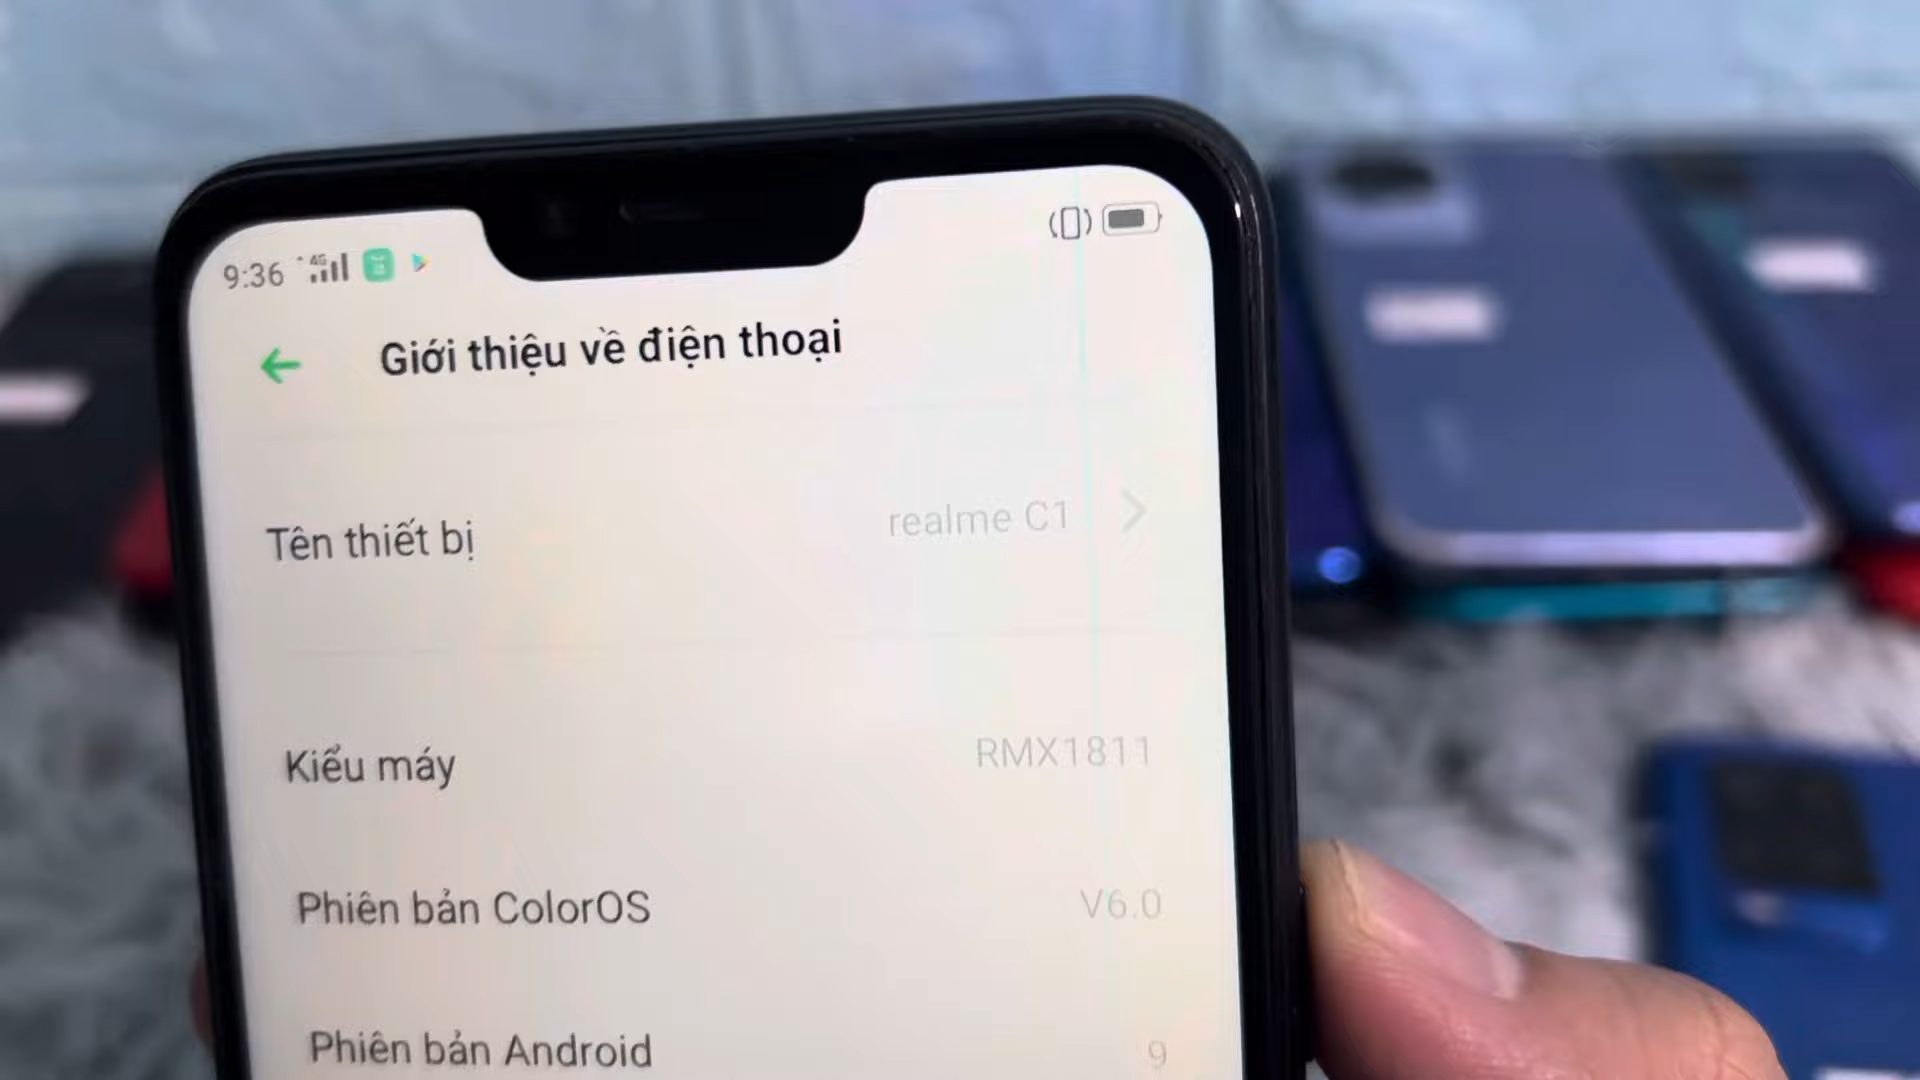 9:36 4G
Giới thiệu về điện thoại
Tên thiết bị realme C1
Kiểu máy RMX1811
Phiên bản ColorOS V6.0
Phiên bản Android 9